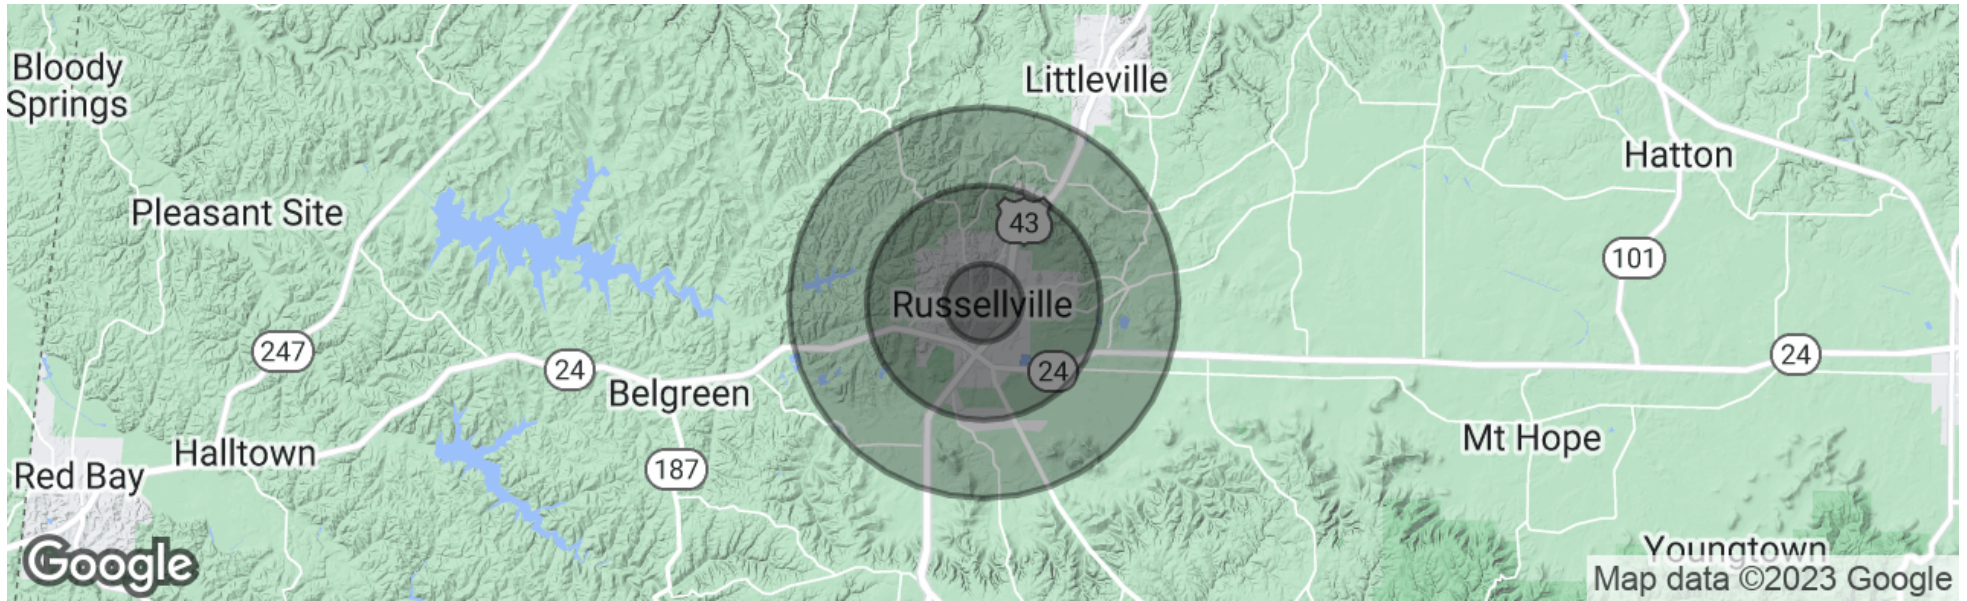 Bloody
Springs
Littleville
Hatton
Pleasant Site
43
101
Russellville
247
24
24
24
Belgreen
Mt Hope
Halltown
187
Red Bay
Youngtown
Google
Map data ©2023 Google